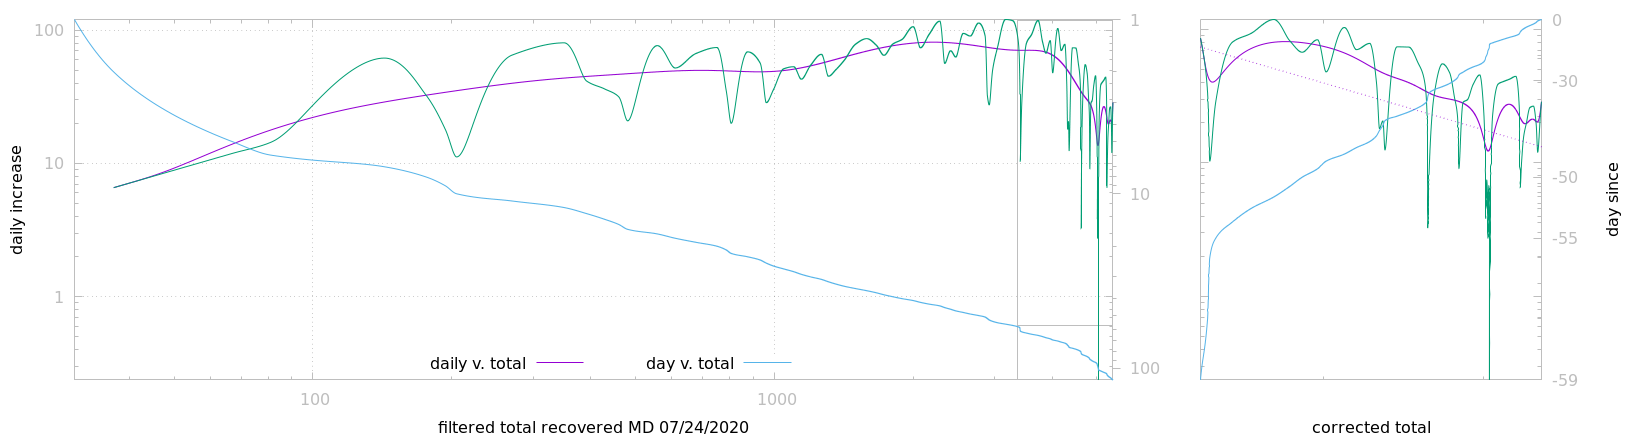 daily increase
100
10
1
daily v. total
day v. total
100
1000
filtered total recovered MD 07/24/2020
1
10
100
0
-30
-50
-55
-59
day since
corrected total